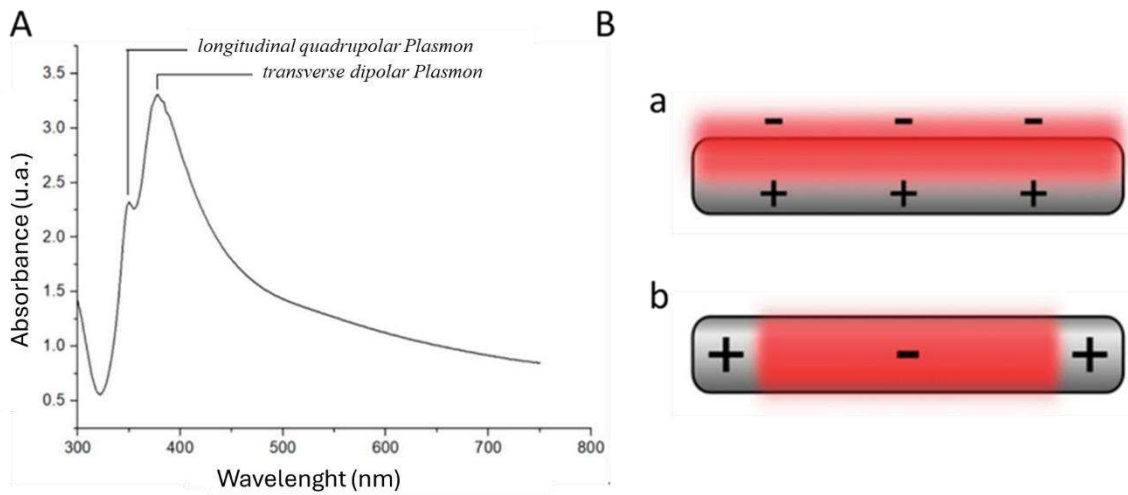 A
longitudinal quadrupolar Plasmon
transverse dipolar Plasmon
3.5
3.0
2.5
2.0
1.5
1.0
0.5
Absorbance (u.a.)
300 400 500 600 700 800
Wavelenght (nm)
B
a
- - -
+ + +
b
+ - +